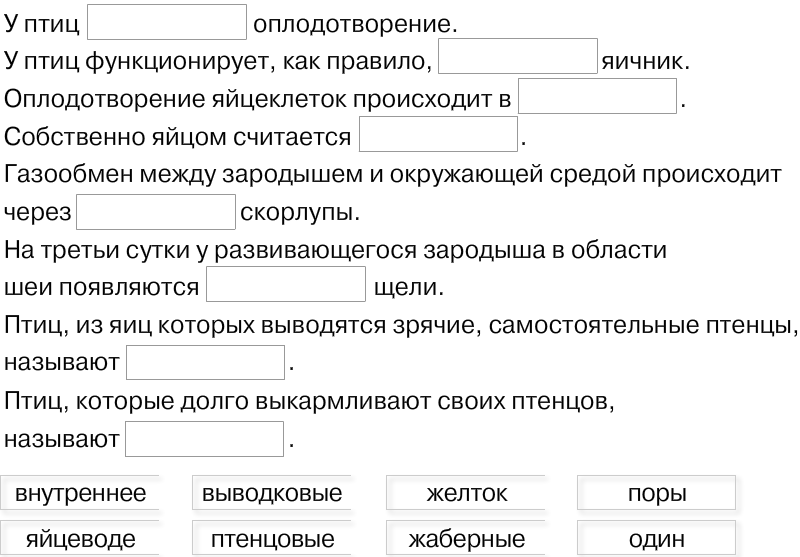 У птиц оплодотворение.
У птиц функционирует, как правило, яичник.
Оплодотворение яйцеклеток происходит в .
Собственно яйцом считается .
Газообмен между зародышем и окружающей средой происходит
через скорлупы.
На третьи сутки у развивающегося зародыша в области
шеи появляются щели.
Птиц, из яиц которых выводятся зрячие, самостоятельные птенцы,
называют .
Птиц, которые долго выкармливают своих птенцов,
называют .
внутреннее выводковые желток поры
яйцеводе птенцовые жаберные один